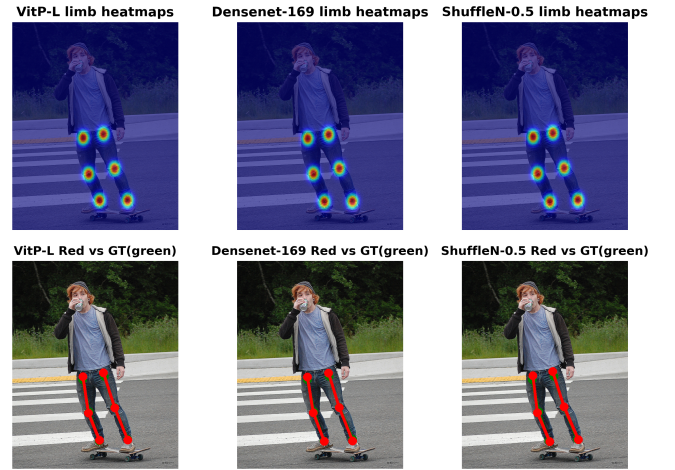 VitP-L limb heatmaps
Densenet-169 limb heatmaps
ShuffleN-0.5 limb heatmaps
VitP-L Red vs GT(green)
Densenet-169 Red vs GT(green)
ShuffleN-0.5 Red vs GT(green)